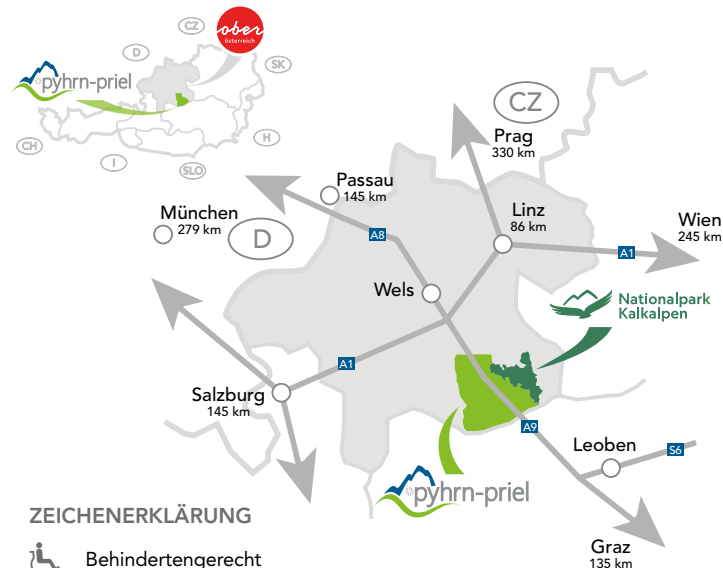 CZ
ober
österreich
D
SK
pyhrn-priel
H
CH
I
SLO
CZ
Prag
330 km
Passau
145 km
Linz
86 km
Wien
245 km
München
279 km
D
A8
A1
Wels
Nationalpark
Kalkalpen
A1
Salzburg
145 km
A9
Leoben
S6
pyhrn-priel
ZEICHENERKLÄRUNG
Behindertengerecht
Graz
135 km